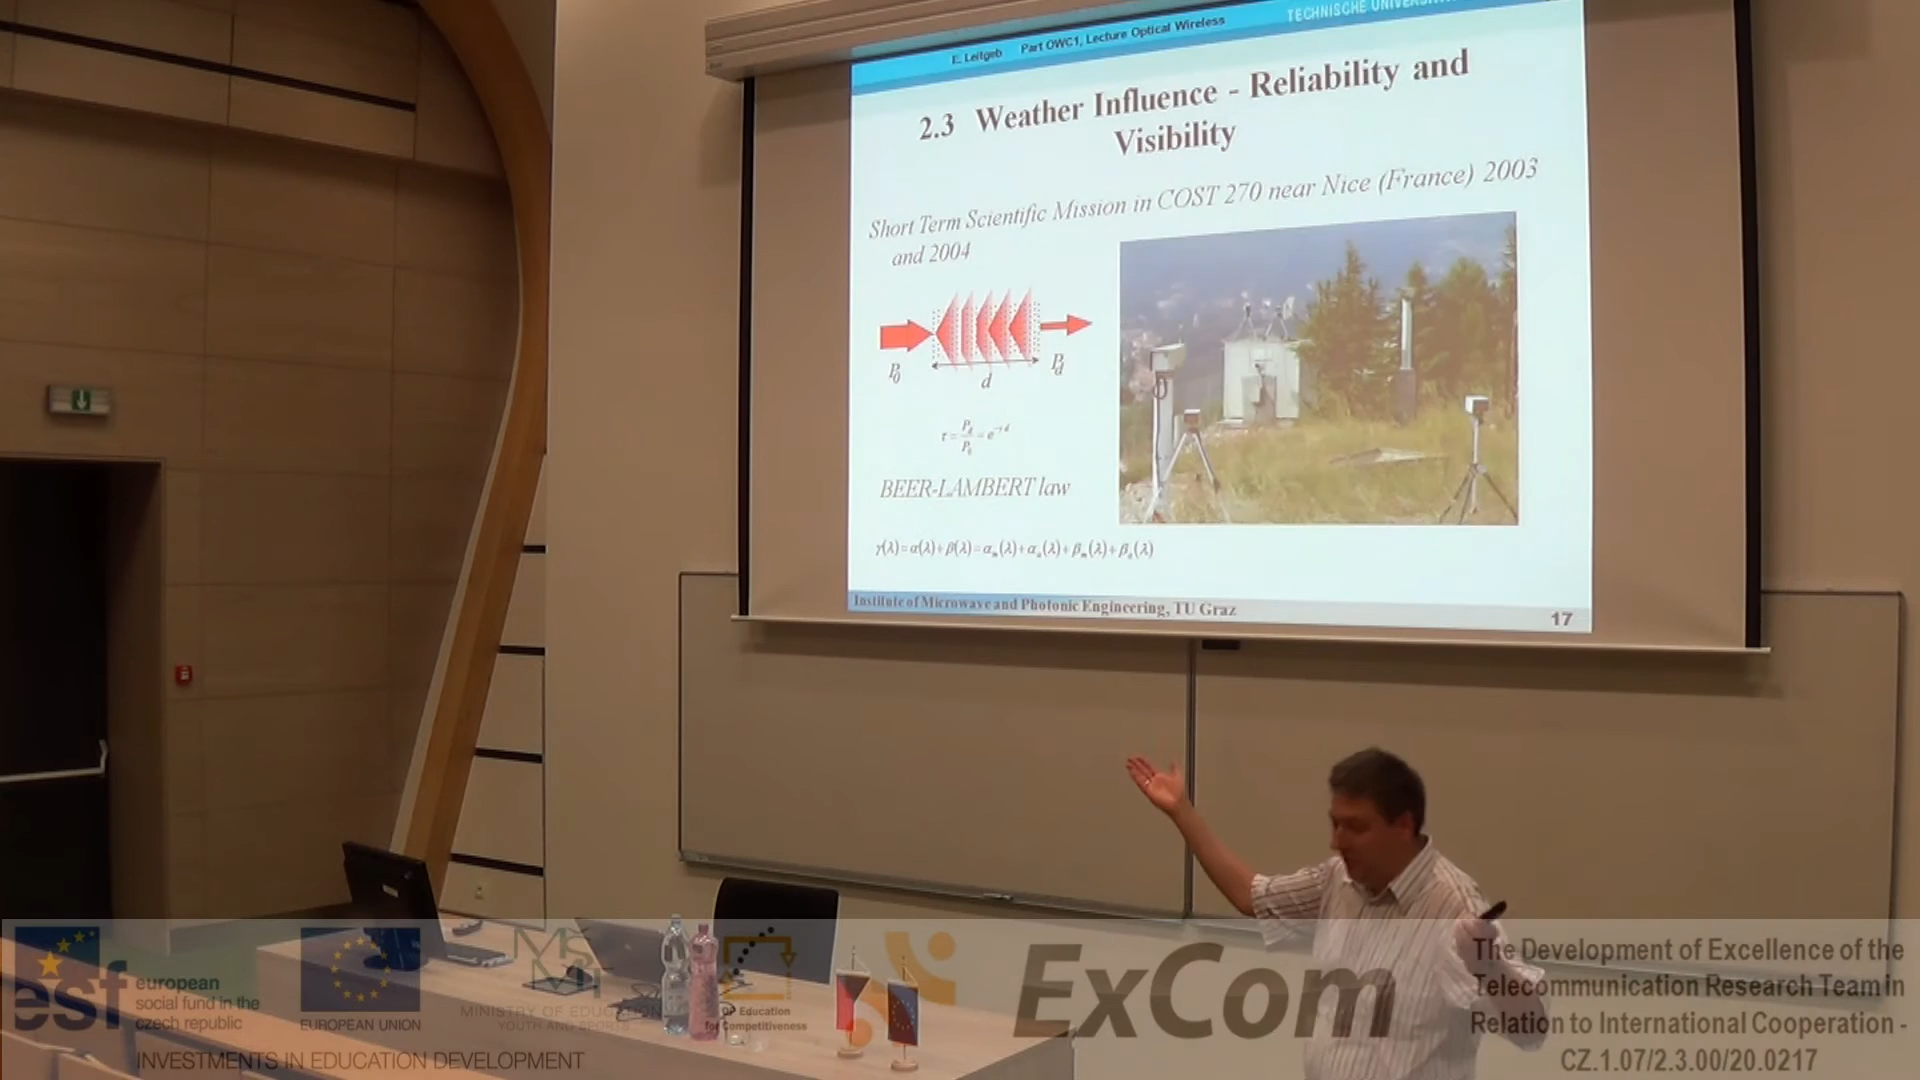 E. Leitgeb Part OWC1, Lecture Optical Wireless
TECHNISCHE
2.3 Weather Influence - Reliability and
Visibility
Short Term Scientific Mission in COST 270 near Nice (France) 2003
and 2004
P0 d Pd
τ = Pd / P0 = e^-γd
BEER-LAMBERT law
γ(λ) = α(λ) + β(λ) = αm(λ) + αa(λ) + βm(λ) + βa(λ)
Institute of Microwave and Photonic Engineering, TU Graz
17
esf european
social fund in the
czech republic
EUROPEAN UNION
MINISTRY OF EDUCATION
YOUTH AND SPORTS
OP Education
for Competitiveness
INVESTMENTS IN EDUCATION DEVELOPMENT
ExCom
The Development of Excellence of the
Telecommunication Research Team in
Relation to International Cooperation -
CZ.1.07/2.3.00/20.0217